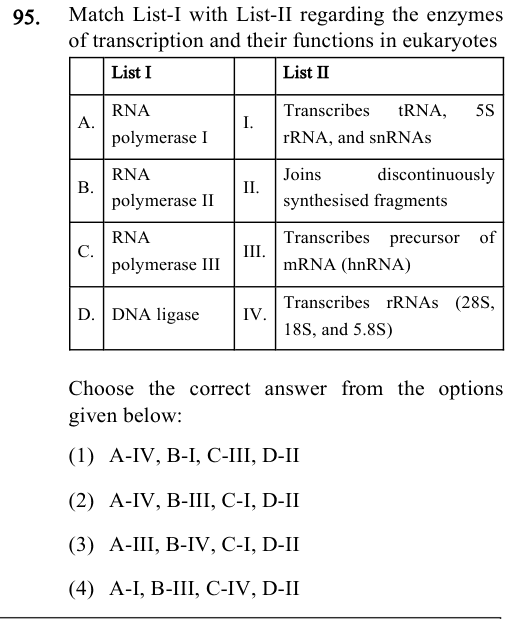 95. Match List-I with List-II regarding the enzymes
of transcription and their functions in eukaryotes
List I List II
A. RNA polymerase I I. Transcribes tRNA, 5S rRNA, and snRNAs
B. RNA polymerase II II. Joins discontinuously synthesised fragments
C. RNA polymerase III III. Transcribes precursor of mRNA (hnRNA)
D. DNA ligase IV. Transcribes rRNAs (28S, 18S, and 5.8S)
Choose the correct answer from the options
given below:
(1) A-IV, B-I, C-III, D-II
(2) A-IV, B-III, C-I, D-II
(3) A-III, B-IV, C-I, D-II
(4) A-I, B-III, C-IV, D-II